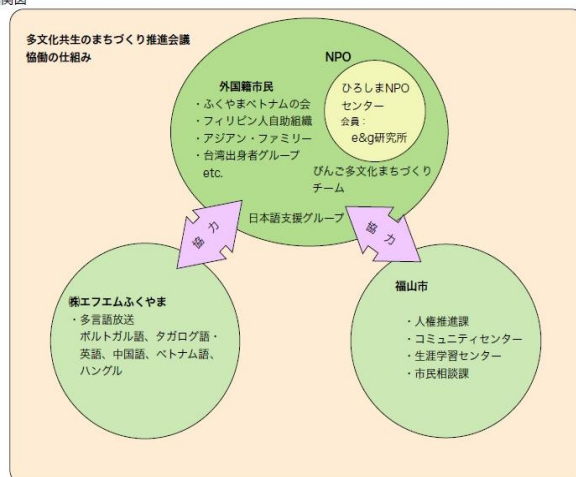 関図
多文化共生のまちづくり推進会議
協働の仕組み
NPO
外国籍市民
・ふくやまベトナムの会
・フィリピン人自助組織
・アジアン・ファミリー
・台湾出身者グループ
etc.
ひろしまNPO
センター
会員：
e&g研究所
びんご多文化まちづくり
チーム
日本語支援グループ
協力
協力
㈱エフエムふくやま
・多言語放送
ポルトガル語、タガログ語・
英語、中国語、ベトナム語、
ハングル
福山市
・人権推進課
・コミュニティセンター
・生涯学習センター
・市民相談課